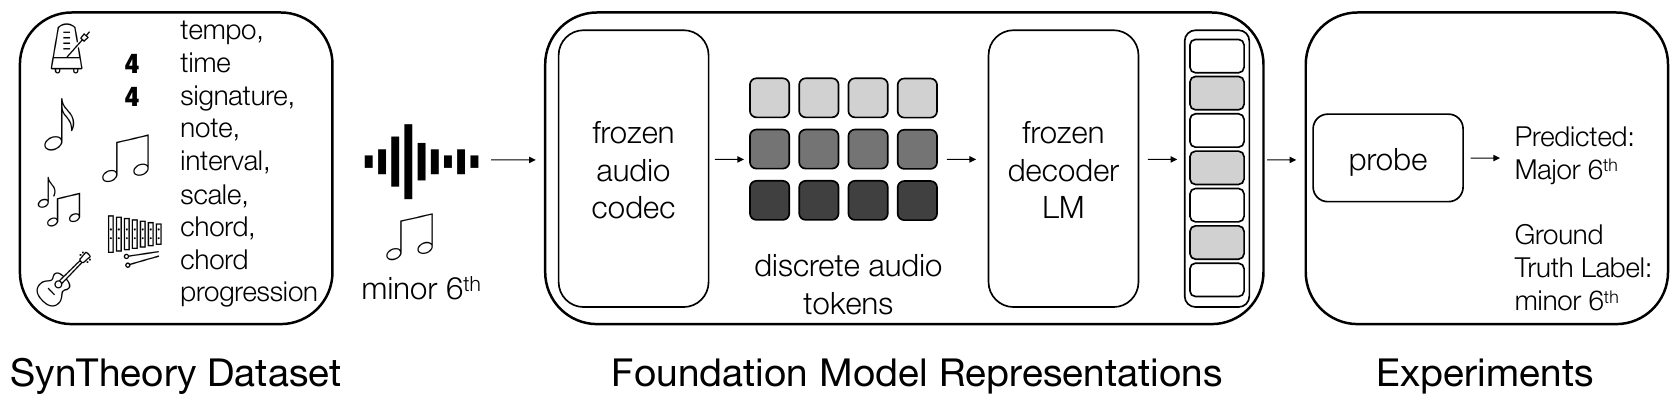 tempo,
4 time
4 signature,
note,
interval,
scale,
chord,
chord
progression
minor 6th
frozen
audio
codec
discrete audio
tokens
frozen
decoder
LM
probe
Predicted:
Major 6th
Ground
Truth Label:
minor 6th
SynTheory Dataset
Foundation Model Representations
Experiments